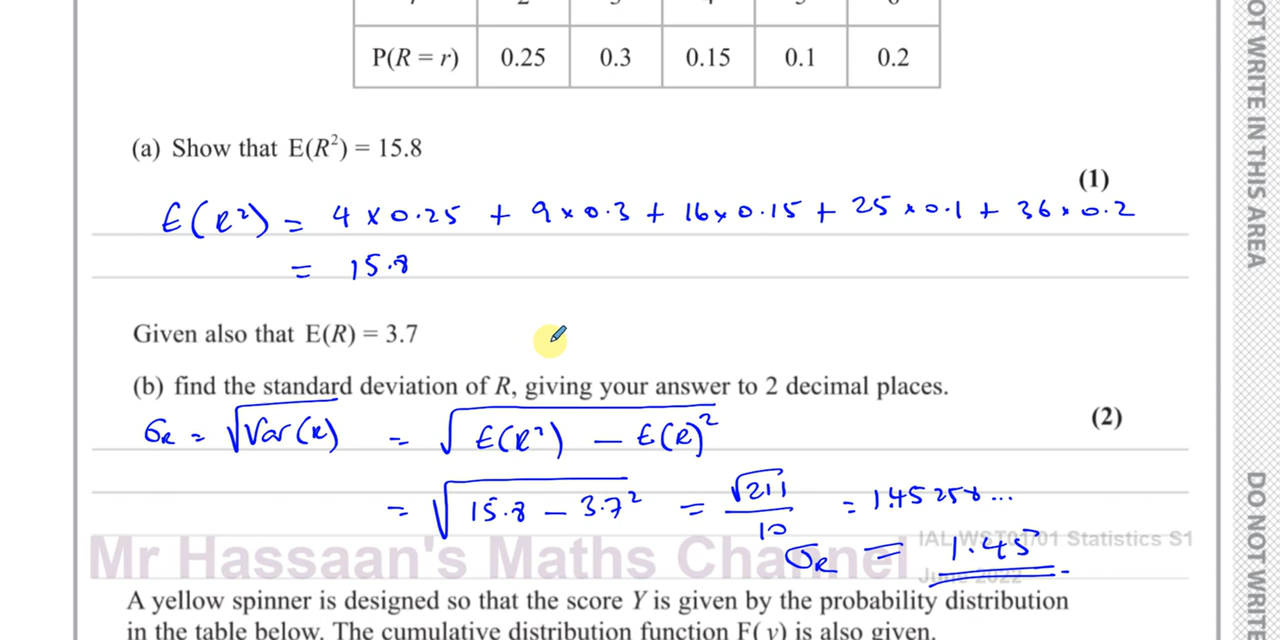 P(R = r) 0.25 0.3 0.15 0.1 0.2
(a) Show that E(R²) = 15.8
(1)
E(R²) = 4 × 0.25 + 9 × 0.3 + 16 × 0.15 + 25 × 0.1 + 36 × 0.2
= 15.8
Given also that E(R) = 3.7
(b) find the standard deviation of R, giving your answer to 2 decimal places.
(2)
σR = √Var(R) = √E(R²) − E(R)²
= √15.8 − 3.7² = √211/10 = 1.45258...
σR = 1.45
Mr Hassaan's Maths Channel
IAL WST01/01 Statistics S1
June 2022
A yellow spinner is designed so that the score Y is given by the probability distribution
in the table below. The cumulative distribution function F(y) is also given.
OT WRITE IN THIS AREA
DO NOT WRITE